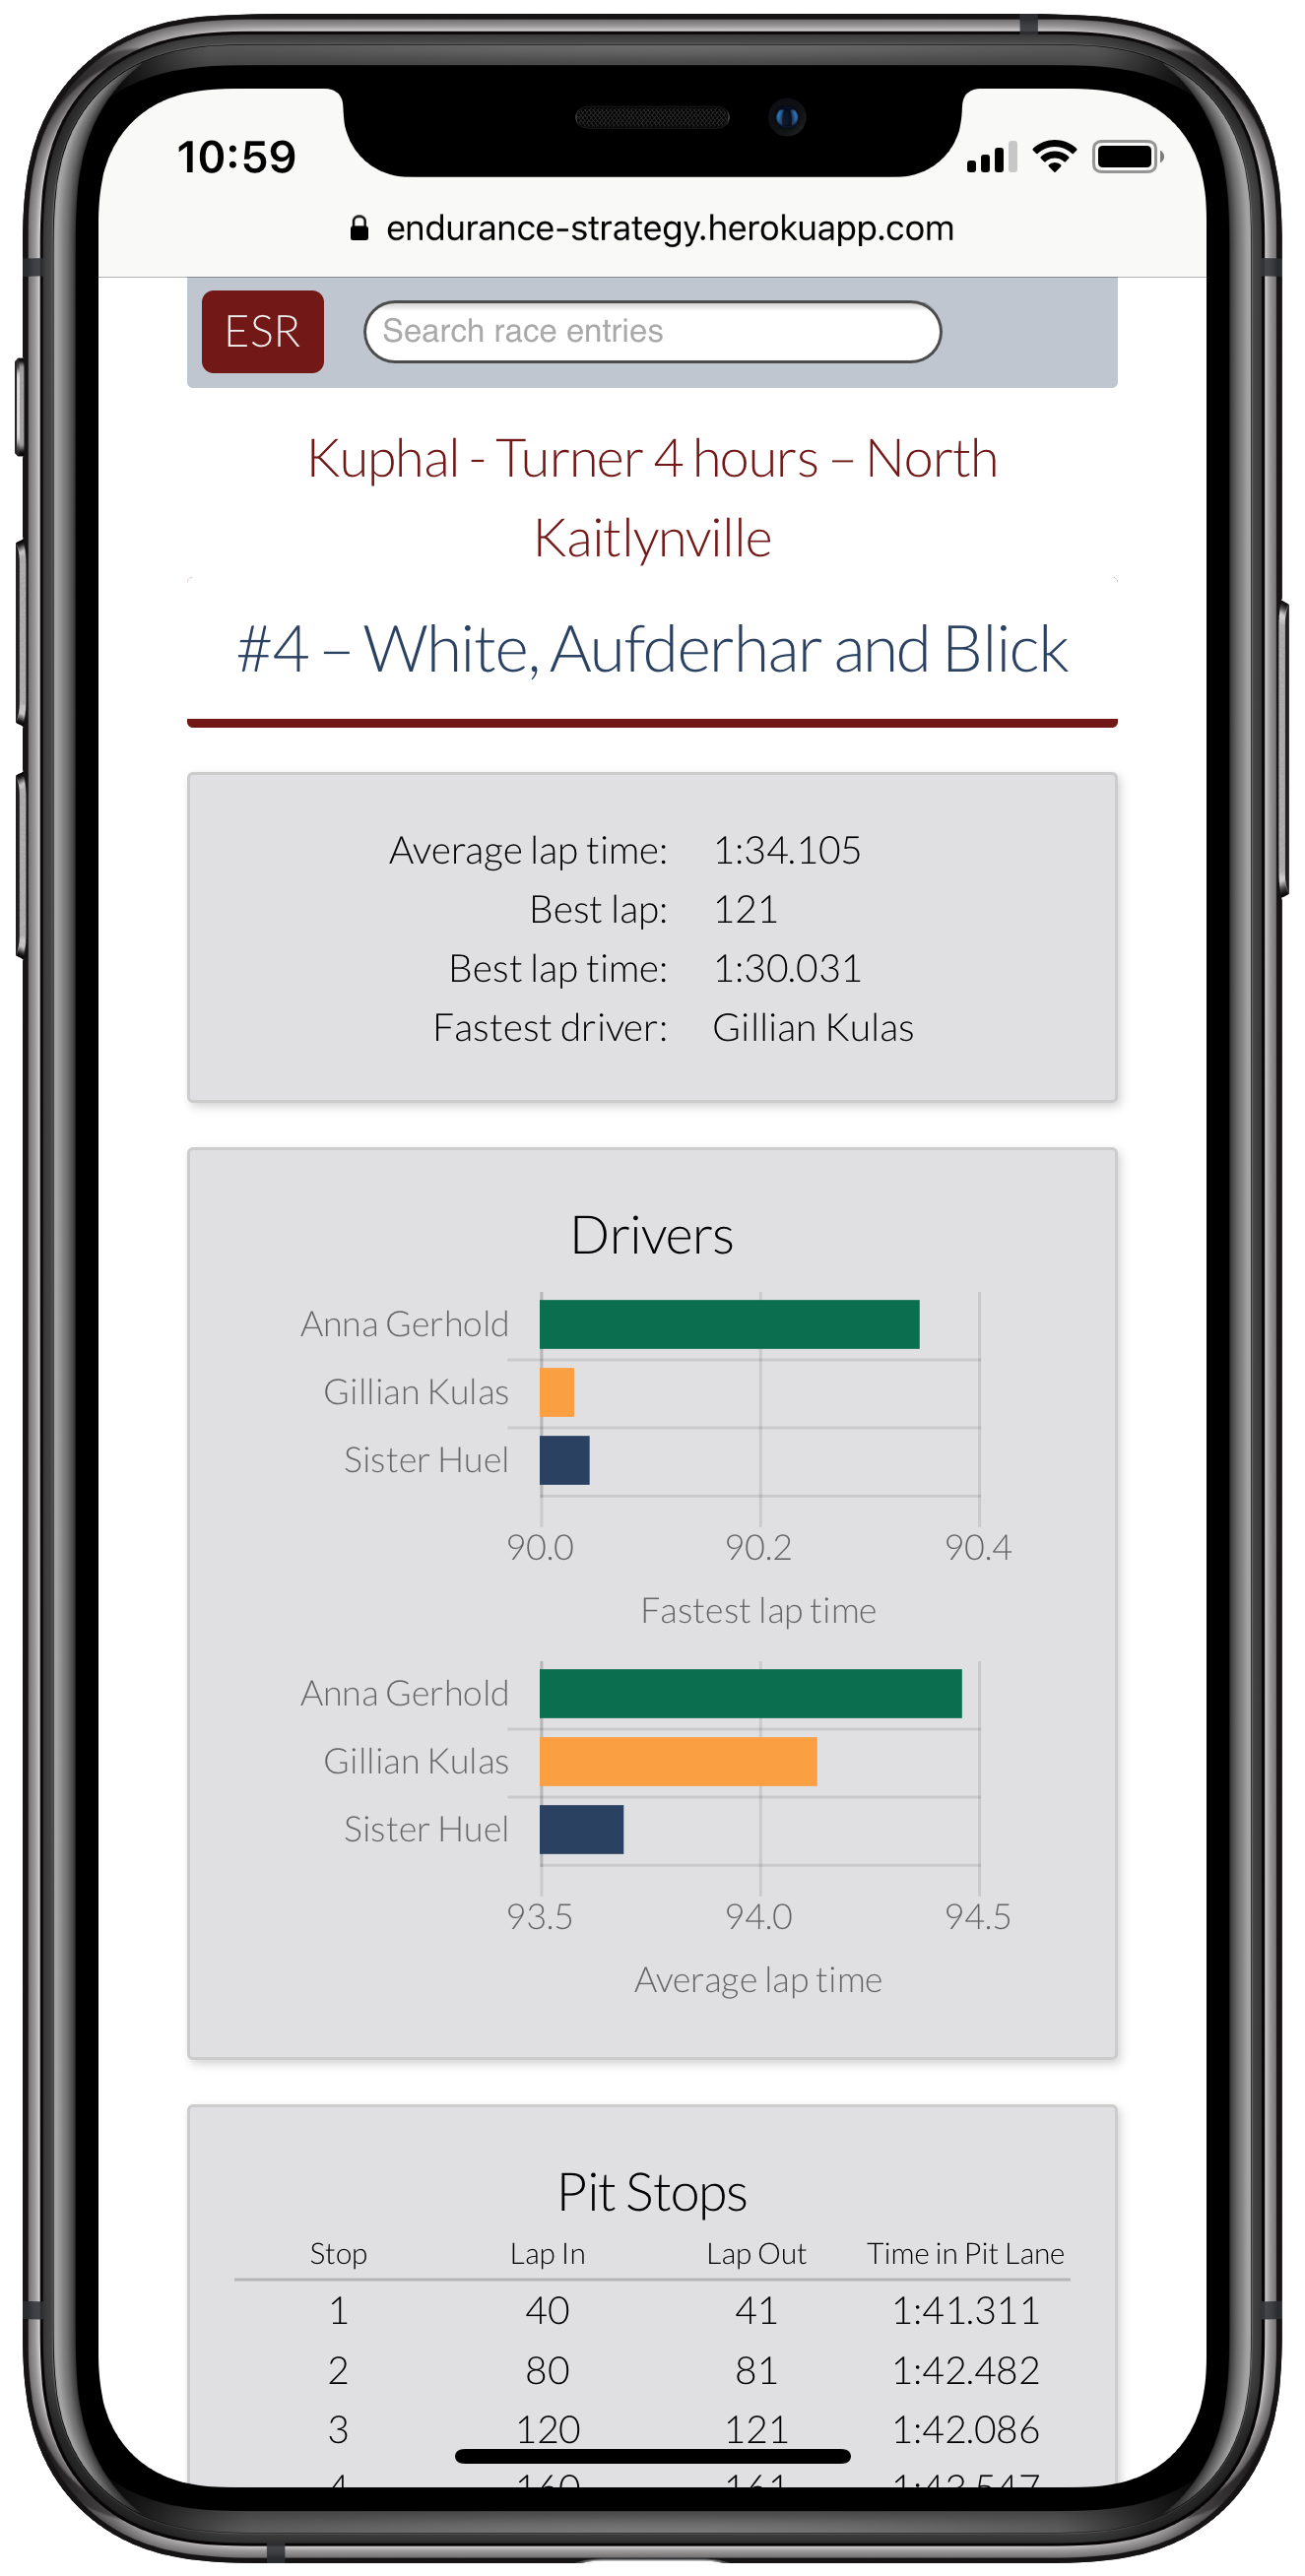 10:59
endurance-strategy.herokuapp.com
ESR
Search race entries
Kuphal - Turner 4 hours – North
Kaitlynville
#4 – White, Aufderhar and Blick
Average lap time: 1:34.105
Best lap: 121
Best lap time: 1:30.031
Fastest driver: Gillian Kulas
Drivers
Anna Gerhold
Gillian Kulas
Sister Huel
90.0 90.2 90.4
Fastest lap time
Anna Gerhold
Gillian Kulas
Sister Huel
93.5 94.0 94.5
Average lap time
Pit Stops
Stop Lap In Lap Out Time in Pit Lane
1 40 41 1:41.311
2 80 81 1:42.482
3 120 121 1:42.086
4 160 161